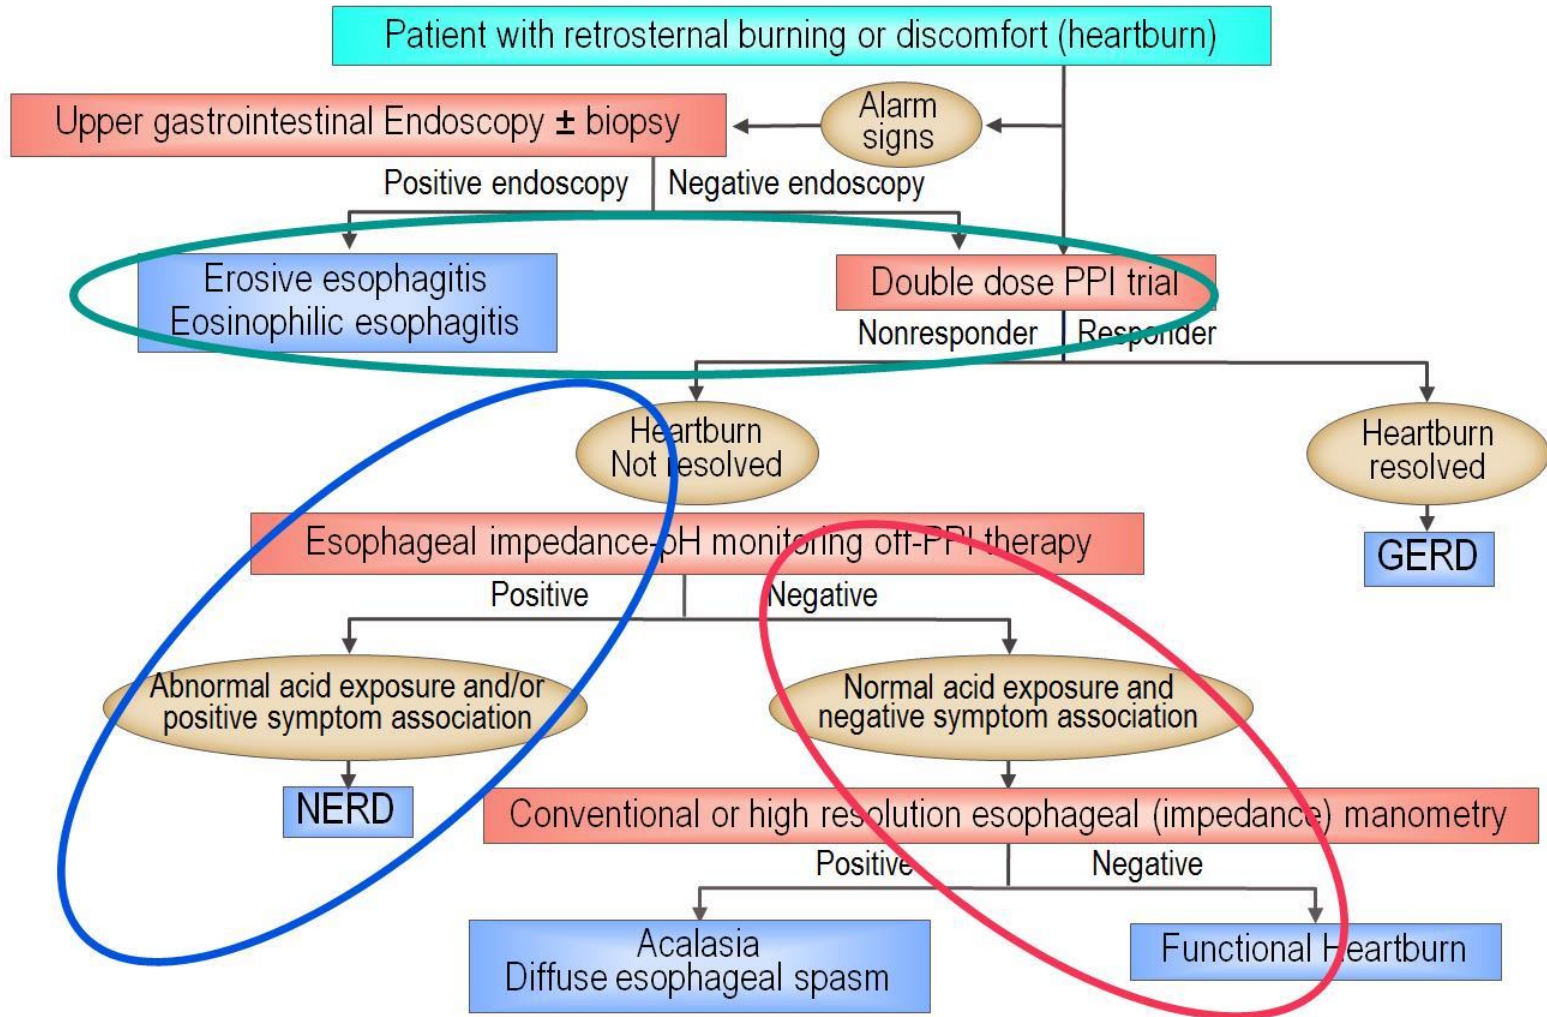 Patient with retrosternal burning or discomfort (heartburn)
Alarm
signs
Upper gastrointestinal Endoscopy ± biopsy
Positive endoscopy
Negative endoscopy
Erosive esophagitis
Eosinophilic esophagitis
Double dose PPI trial
Nonresponder
Responder
Heartburn
Not resolved
Heartburn
resolved
Esophageal impedance-pH monitoring off-PPI therapy
GERD
Positive
Negative
Abnormal acid exposure and/or
positive symptom association
Normal acid exposure and
negative symptom association
NERD
Conventional or high resolution esophageal (impedance) manometry
Positive
Negative
Acalasia
Diffuse esophageal spasm
Functional Heartburn